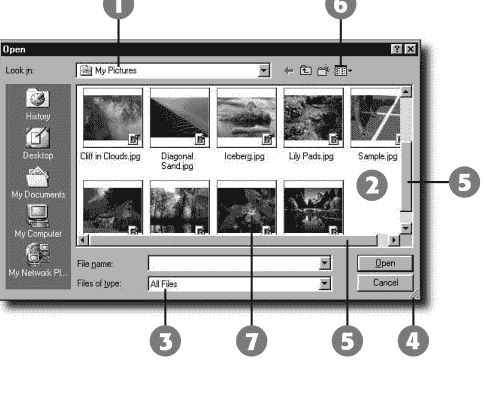 1
6
Open
Look in:
My Pictures
History
Desktop
My Documents
My Computer
My Network Pl...
Cliff in Clouds.jpg
Diagonal Sand.jpg
Iceberg.jpg
Lily Pads.jpg
Sample.jpg
2
5
File name:
Open
Files of type:
All Files
Cancel
3
7
5
4